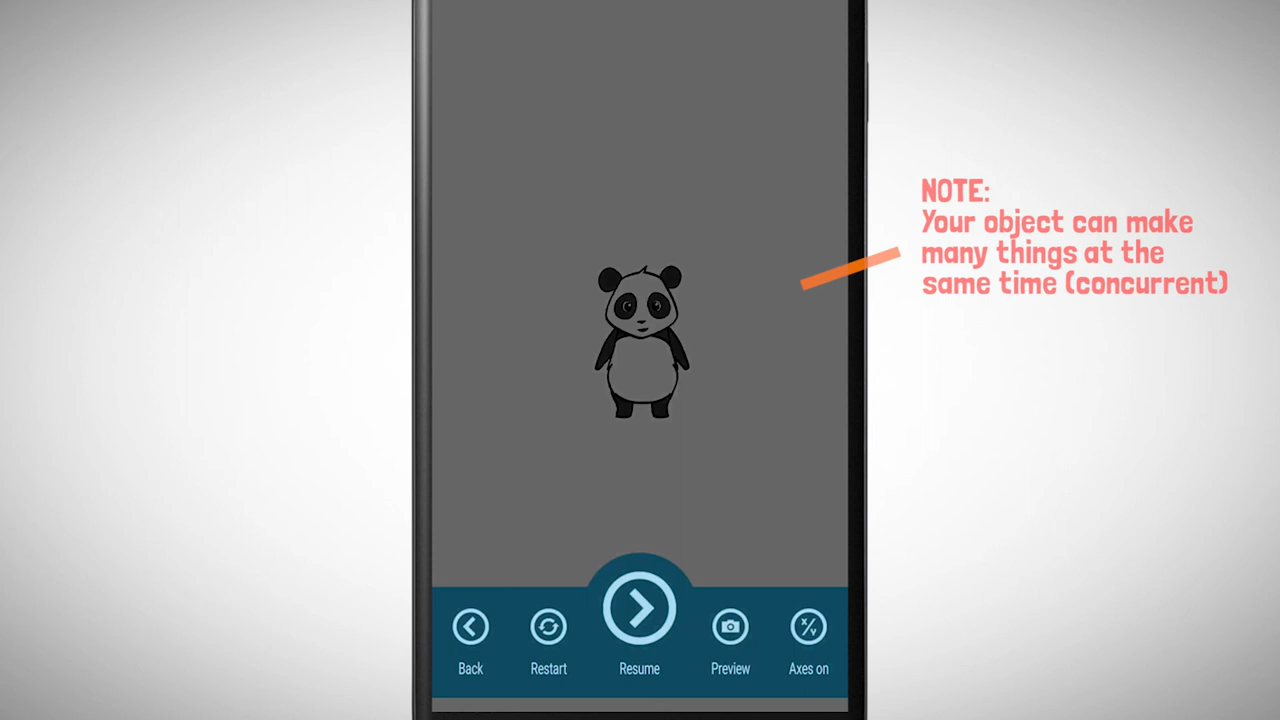 NOTE:
Your object can make
many things at the
same time (concurrent)
Back
Restart
Resume
Preview
Axes on
X/Y